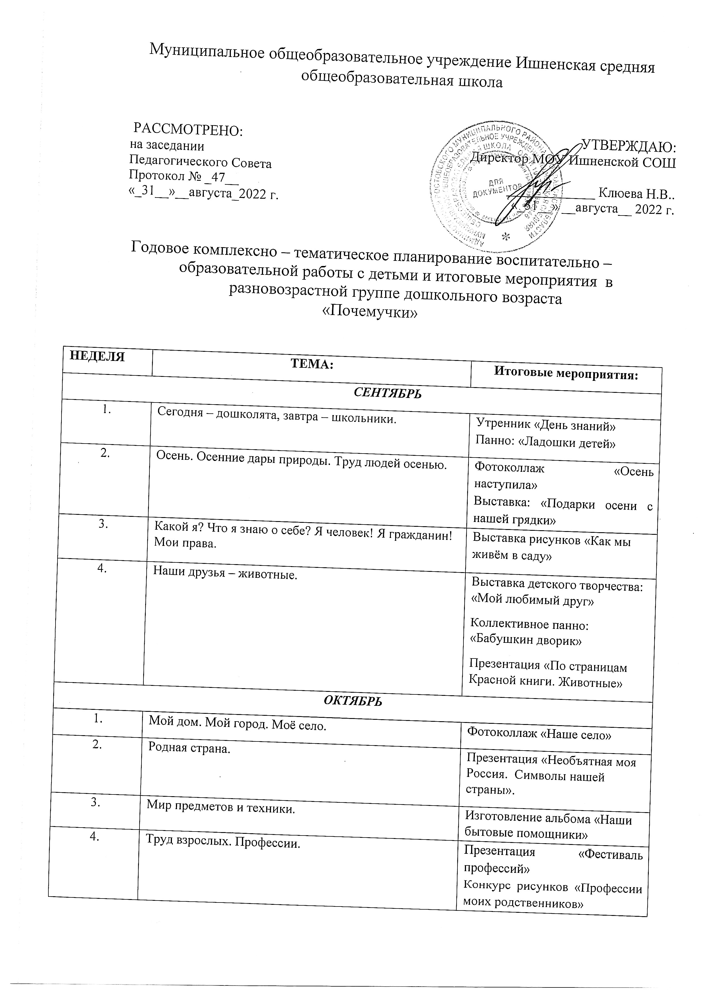 Муниципальное общеобразовательное учреждение Ишненская средняя
общеобразовательная школа
РАССМОТРЕНО:
на заседании
Педагогического Совета
Протокол № _47__
«_31__»__августа_2022 г.
УТВЕРЖДАЮ:
Директор МОУ Ишненской СОШ
_____________ Клюева Н.В..
«_31__» __августа__ 2022 г.
ДЛЯ
ДОКУМЕНТОВ
Годовое комплексно – тематическое планирование воспитательно –
образовательной работы с детьми и итоговые мероприятия в
разновозрастной группе дошкольного возраста
«Почемучки»
НЕДЕЛЯ
ТЕМА:
Итоговые мероприятия:
СЕНТЯБРЬ
1.
Сегодня – дошколята, завтра – школьники.
Утренник «День знаний»
Панно: «Ладошки детей»
2.
Осень. Осенние дары природы. Труд людей осенью.
Фотоколлаж «Осень
наступила»
Выставка: «Подарки осени с
нашей грядки»
3.
Какой я? Что я знаю о себе? Я человек! Я гражданин!
Мои права.
Выставка рисунков «Как мы
живём в саду»
4.
Наши друзья – животные.
Выставка детского творчества:
«Мой любимый друг»
Коллективное панно:
«Бабушкин дворик»
Презентация «По страницам
Красной книги. Животные»
ОКТЯБРЬ
1.
Мой дом. Мой город. Моё село.
Фотоколлаж «Наше село»
2.
Родная страна.
Презентация «Необъятная моя
Россия. Символы нашей
страны».
3.
Мир предметов и техники.
Изготовление альбома «Наши
бытовые помощники»
4.
Труд взрослых. Профессии.
Презентация «Фестиваль
профессий»
Конкурс рисунков «Профессии
моих родственников»